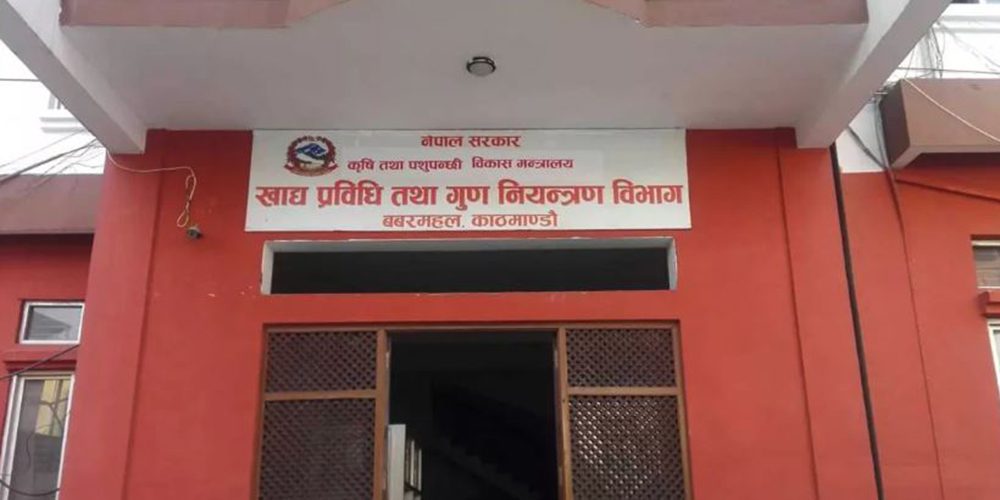 नेपाल सरकार
कृषि तथा पशुपन्छी विकास मन्त्रालय
खाद्य प्रविधि तथा गुण नियन्त्रण विभाग
बबरमहल, काठमाण्डौ